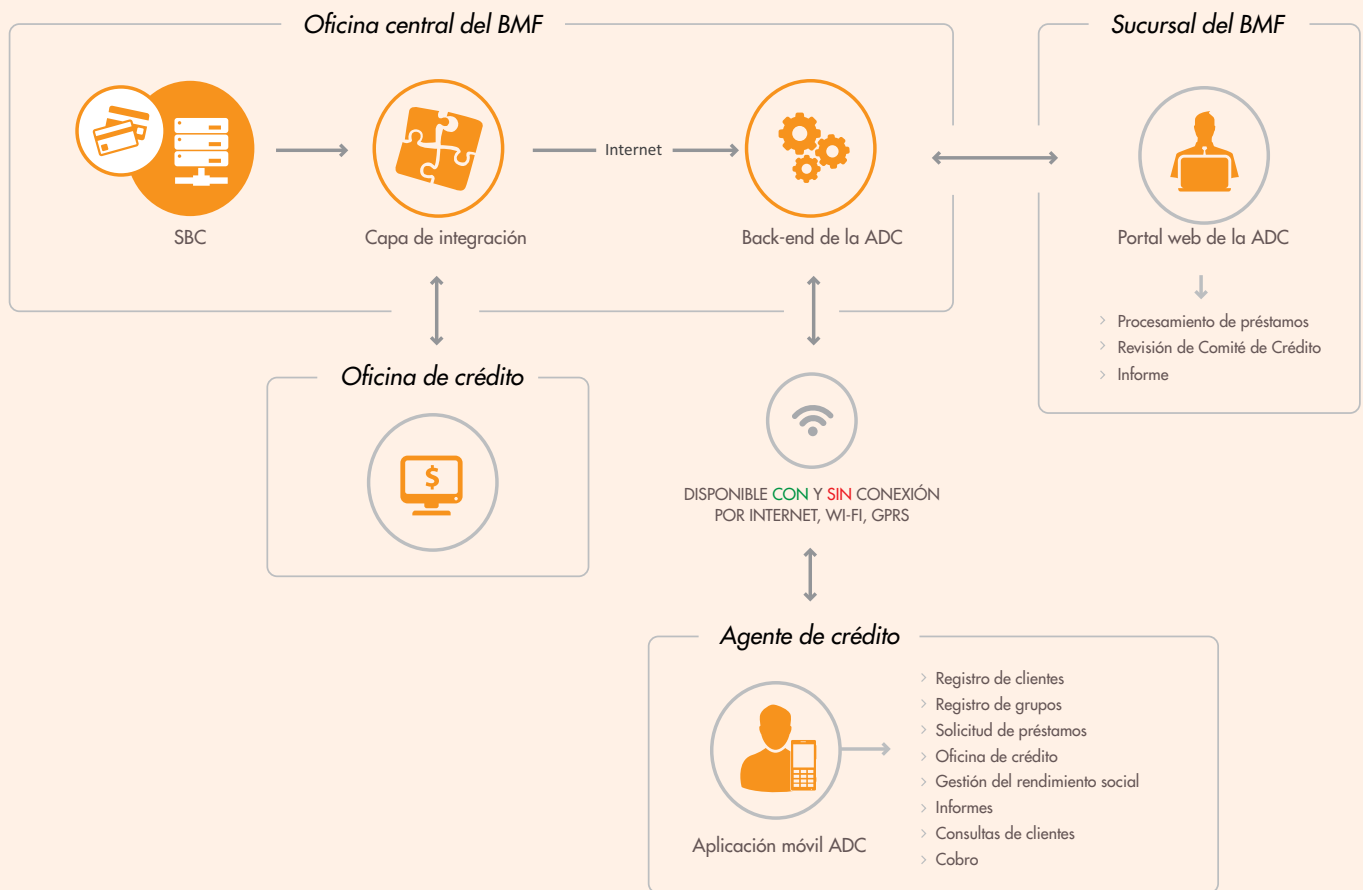 Oficina central del BMF
Sucursal del BMF
Internet
SBC
Capa de integración
Back-end de la ADC
Portal web de la ADC
Procesamiento de préstamos
Revisión de Comité de Crédito
Informe
Oficina de crédito
$
DISPONIBLE CON Y SIN CONEXIÓN
POR INTERNET, WI-FI, GPRS
Agente de crédito
Registro de clientes
Registro de grupos
Solicitud de préstamos
Oficina de crédito
Gestión del rendimiento social
Informes
Consultas de clientes
Cobro
Aplicación móvil ADC